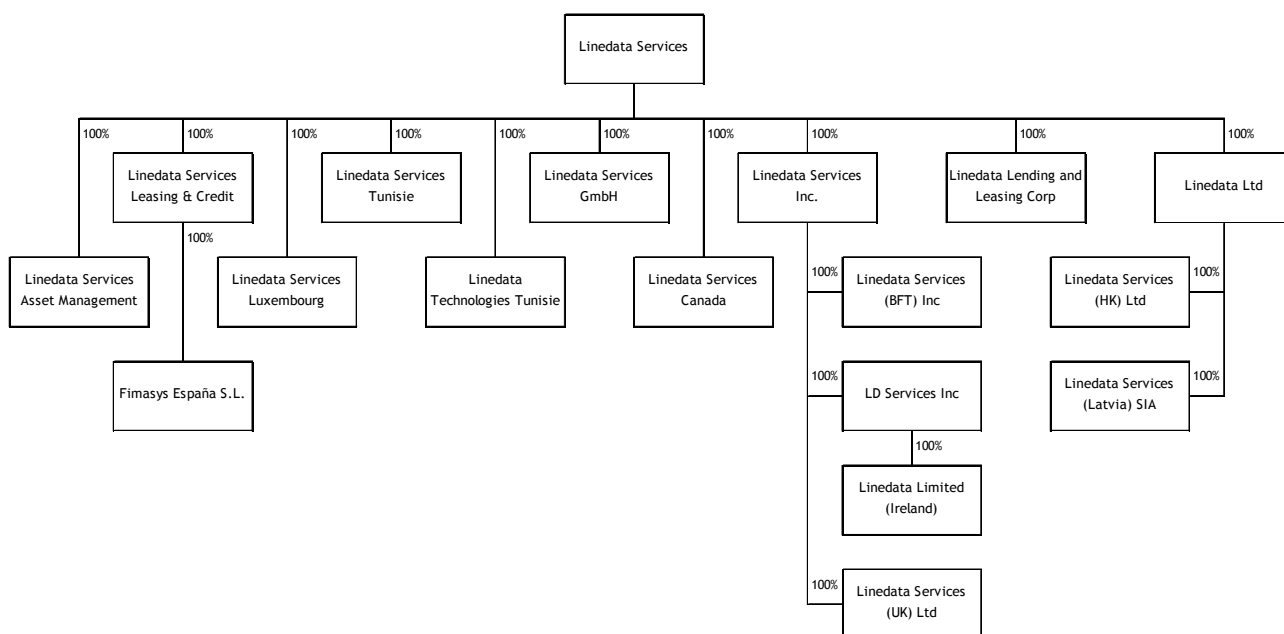 Linedata Services
100%
100%
100%
100%
100%
100%
100%
100%
100%
100%
Linedata Services
Leasing & Credit
Linedata Services
Tunisie
Linedata Services
GmbH
Linedata Services
Inc.
Linedata Lending and
Leasing Corp
Linedata Ltd
100%
Linedata Services
Asset Management
Linedata Services
Luxembourg
Linedata
Technologies Tunisie
Linedata Services
Canada
100%
Linedata Services
(BFT) Inc
Linedata Services
(HK) Ltd
100%
Fimasys España S.L.
100%
LD Services Inc
Linedata Services
(Latvia) SIA
100%
100%
Linedata Limited
(Ireland)
100%
Linedata Services
(UK) Ltd